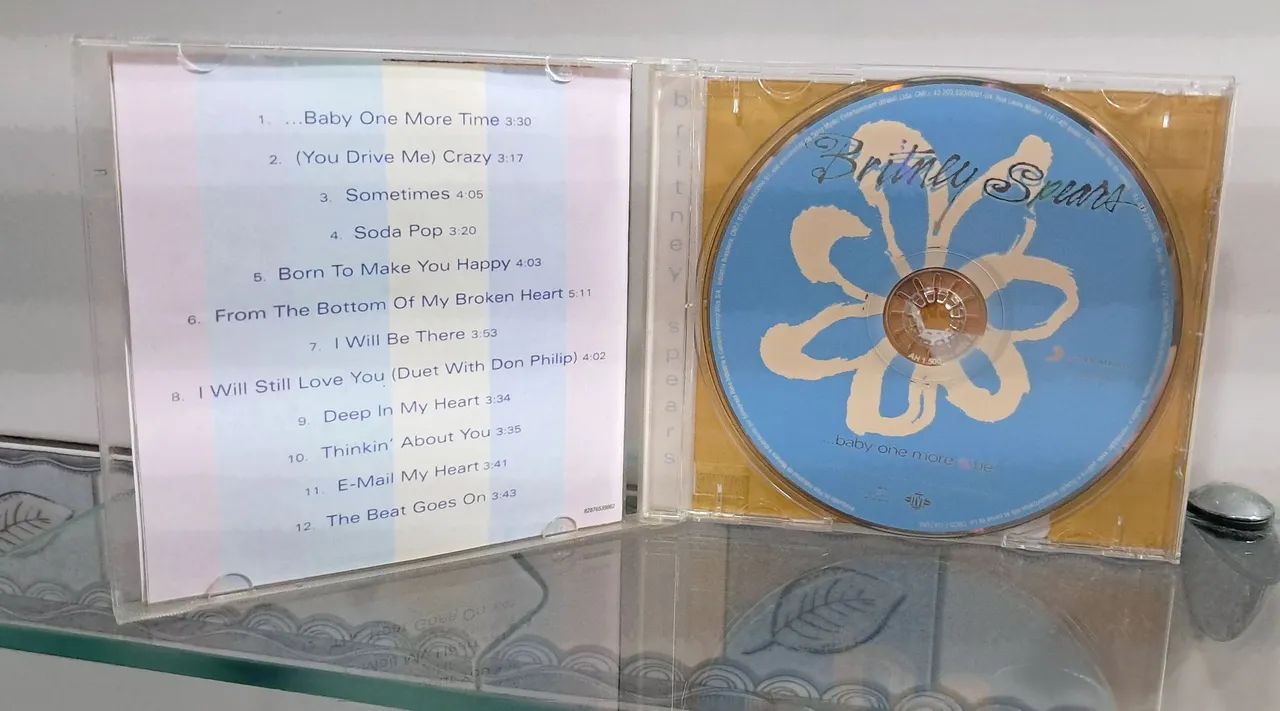 1. ...Baby One More Time 3:30
2. (You Drive Me) Crazy 3:17
3. Sometimes 4:05
4. Soda Pop 3:20
5. Born To Make You Happy 4:03
6. From The Bottom Of My Broken Heart 5:11
7. I Will Be There 3:53
8. I Will Still Love You (Duet With Don Philip) 4:02
9. Deep In My Heart 3:34
10. Thinkin' About You 3:35
11. E-Mail My Heart 3:41
12. The Beat Goes On 3:43
britney spears
Britney Spears
AH 1.500
...baby one more